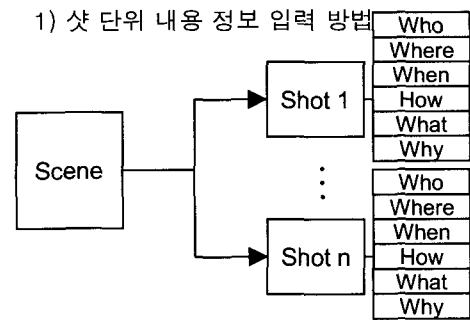 1) 샷 단위 내용 정보 입력 방법
Scene
Shot 1
Who
Where
When
How
What
Why
⋮
Shot n
Who
Where
When
How
What
Why